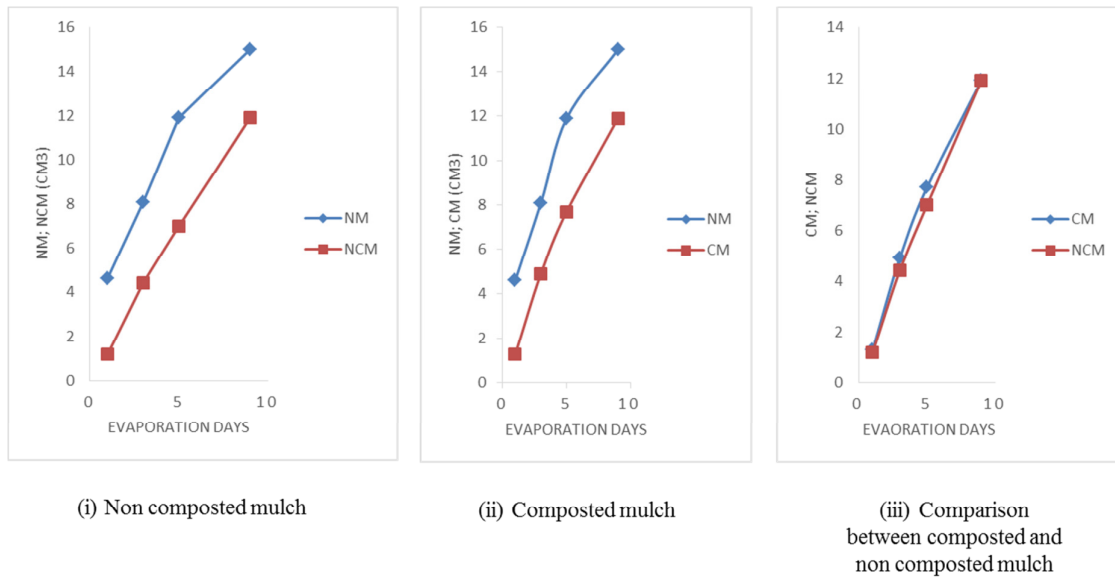 16
14
12
10
8
6
4
2
0
NM; NCM (CM3)
0 5 10
EVAPORATION DAYS
NM
NCM
(i) Non composted mulch
16
14
12
10
8
6
4
2
0
NM; CM (CM3)
0 5 10
EVAPORATION DAYS
NM
CM
(ii) Composted mulch
14
12
10
8
6
4
2
0
CM; NCM
0 5 10
EVAORATION DAYS
CM
NCM
(iii) Comparison
between composted and
non composted mulch